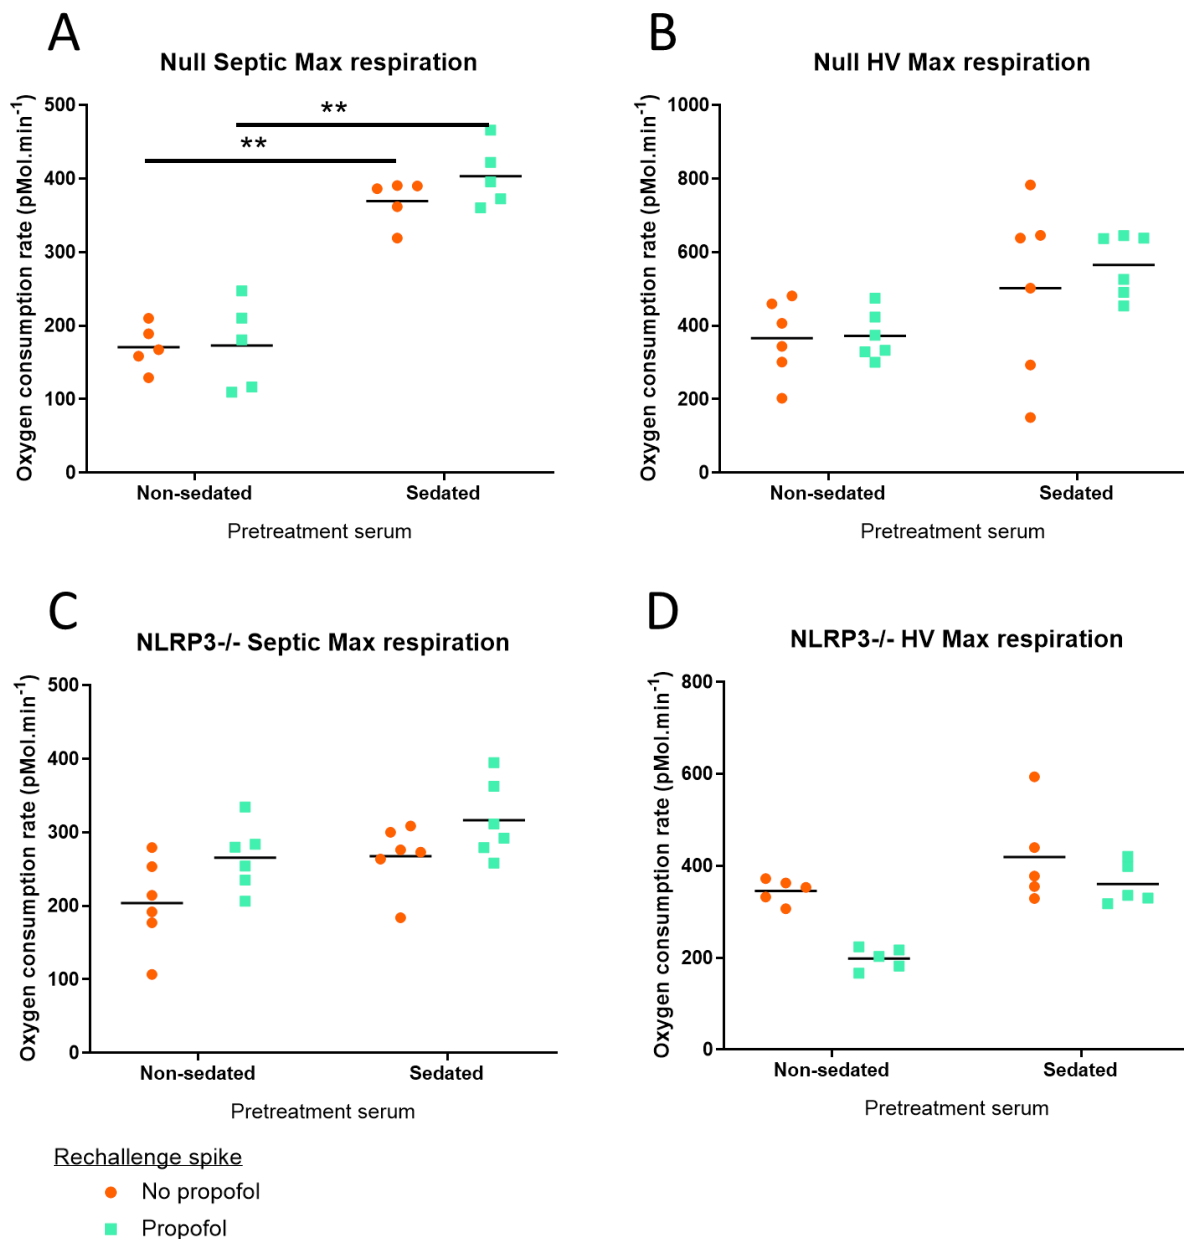 A
Null Septic Max respiration
Oxygen consumption rate (pMol.min⁻¹)
500
400
300
200
100
0
**
**
Non-sedated
Sedated
Pretreatment serum
B
Null HV Max respiration
Oxygen consumption rate (pMol.min⁻¹)
1000
800
600
400
200
0
Non-sedated
Sedated
Pretreatment serum
C
NLRP3-/- Septic Max respiration
Oxygen consumption rate (pMol.min⁻¹)
500
400
300
200
100
0
Non-sedated
Sedated
Pretreatment serum
D
NLRP3-/- HV Max respiration
Oxygen consumption rate (pMol.min⁻¹)
800
600
400
200
0
Non-sedated
Sedated
Pretreatment serum
Rechallenge spike
No propofol
Propofol